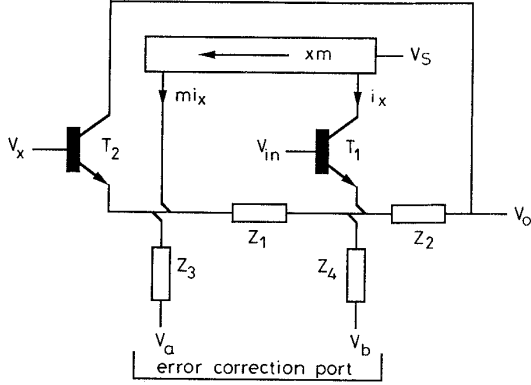 xm
V_S
mi_x
i_x
V_x
T_2
V_in
T_1
Z_1
Z_2
V_o
Z_3
Z_4
V_a
V_b
error correction port